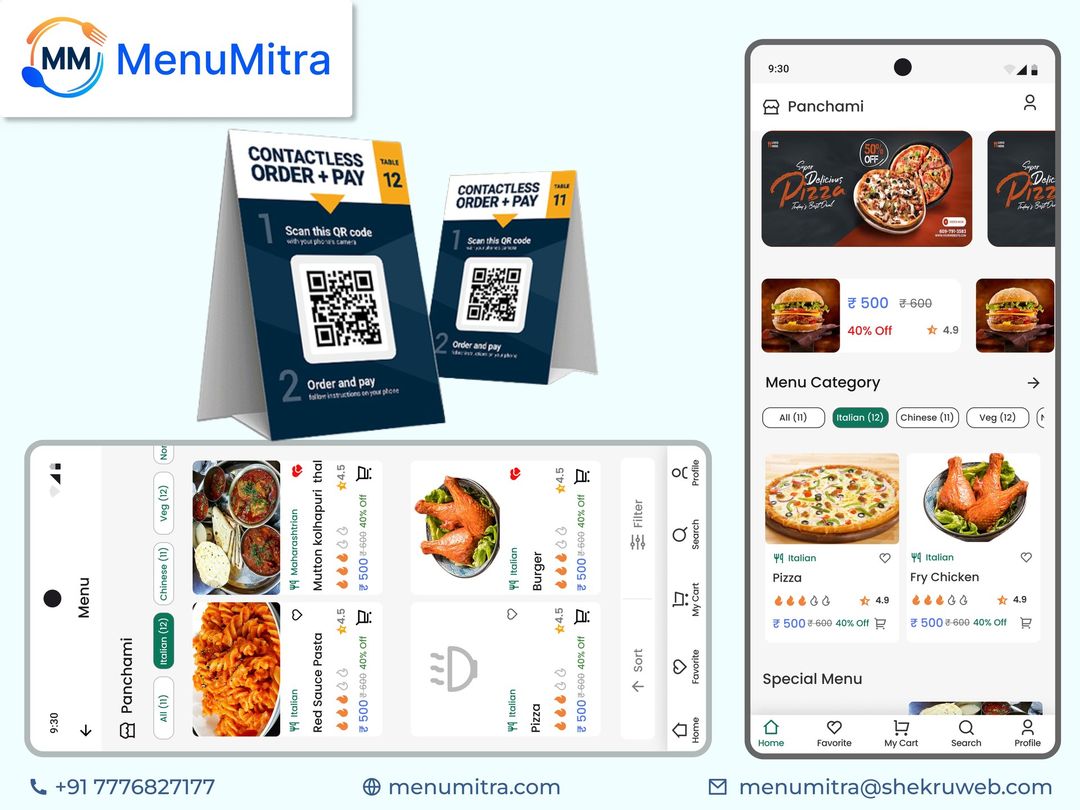 MM MenuMitra
CONTACTLESS
ORDER + PAY
TABLE
12
1
Scan this QR code
with your phone's camera
2
Order and pay
follow instructions on your phone
CONTACTLESS
ORDER + PAY
TABLE
11
1
Scan this QR code
with your phone's camera
2
Order and pay
follow instructions on your phone
9:30
Panchami
50%
OFF
Super
Delicious
Pizza
Today's Best Deal
Super
Delicious
Pizza
Today's Best Deal
₹ 500 ₹ 600
40% Off 4.9
Menu Category
All (11) Italian (12) Chinese (11) Veg (12)
Italian
Pizza
4.9
₹ 500 ₹ 600 40% Off
Italian
Fry Chicken
4.9
₹ 500 ₹ 600 40% Off
Special Menu
Home Favorite My Cart Search Profile
9:30
Menu
Panchami
All (11) Italian (12) Chinese (11) Veg (12) Non
Italian
Red Sauce Pasta
4.5
₹ 500 ₹ 600 40% Off
Maharashtrian
Mutton kolhapuri thal
4.5
₹ 500 ₹ 600 40% Off
Italian
Pizza
4.5
₹ 500 ₹ 600 40% Off
Italian
Burger
4.5
₹ 500 ₹ 600 40% Off
Sort Filter
Home Favorite My Cart Search Profile
+91 7776827177 menumitra.com menumitra@shekruweb.com